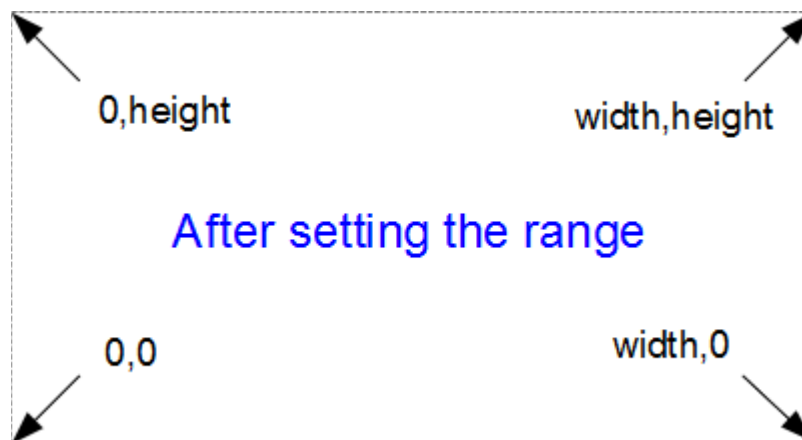 0,height
width,height
After setting the range
0,0
width,0